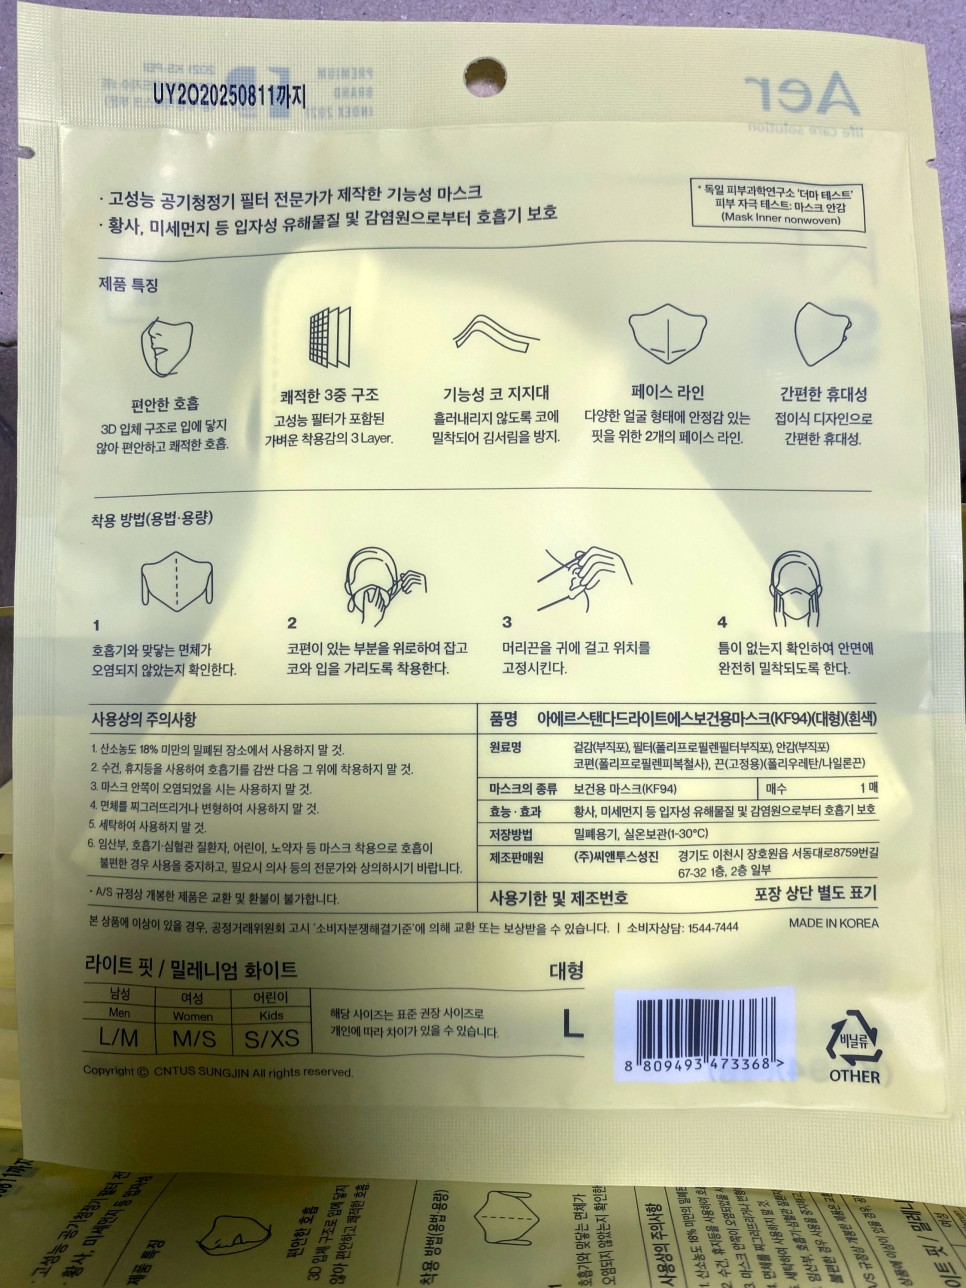 UY2O20250811까지
PREMIUM
BRAND
INDEX 2021
Aer
life care solution
· 고성능 공기청정기 필터 전문가가 제작한 기능성 마스크
· 황사, 미세먼지 등 입자성 유해물질 및 감염원으로부터 호흡기 보호
* 독일 피부과학연구소 '더마 테스트'
피부 자극 테스트: 마스크 안감
(Mask Inner nonwoven)
제품 특징
편안한 호흡
3D 입체 구조로 입에 닿지
않아 편안하고 쾌적한 호흡.
쾌적한 3중 구조
고성능 필터가 포함된
가벼운 착용감의 3 Layer.
기능성 코 지지대
흘러내리지 않도록 코에
밀착되어 김서림을 방지.
페이스 라인
다양한 얼굴 형태에 안정감 있는
핏을 위한 2개의 페이스 라인.
간편한 휴대성
접이식 디자인으로
간편한 휴대성.
착용 방법(용법·용량)
1
호흡기와 맞닿는 면체가
오염되지 않았는지 확인한다.
2
코편이 있는 부분을 위로하여 잡고
코와 입을 가리도록 착용한다.
3
머리끈을 귀에 걸고 위치를
고정시킨다.
4
틈이 없는지 확인하여 안면에
완전히 밀착되도록 한다.
사용상의 주의사항
1. 산소농도 18% 미만의 밀폐된 장소에서 사용하지 말 것.
2. 수건, 휴지등을 사용하여 호흡기를 감싼 다음 그 위에 착용하지 말 것.
3. 마스크 안쪽이 오염되었을 시는 사용하지 말 것.
4. 면체를 찌그러뜨리거나 변형하여 사용하지 말 것.
5. 세탁하여 사용하지 말 것.
6. 임산부, 호흡기·심혈관 질환자, 어린이, 노약자 등 마스크 착용으로 호흡이
불편한 경우 사용을 중지하고, 필요시 의사 등의 전문가와 상의하시기 바랍니다.
· A/S 규정상 개봉한 제품은 교환 및 환불이 불가합니다.
품명 아에르스탠다드라이트에스보건용마스크(KF94)(대형)(흰색)
원료명 겉감(부직포), 필터(폴리프로필렌필터부직포), 안감(부직포)
코편(폴리프로필렌피복철사), 끈(고정용)(폴리우레탄/나일론끈)
마스크의 종류 보건용 마스크(KF94) 매수 1 매
효능·효과 황사, 미세먼지 등 입자성 유해물질 및 감염원으로부터 호흡기 보호
저장방법 밀폐용기, 실온보관(1-30℃)
제조판매원 (주)씨앤투스성진 경기도 이천시 장호원읍 서동대로8759번길
67-32 1층, 2층 일부
사용기한 및 제조번호 포장 상단 별도 표기
본 상품에 이상이 있을 경우, 공정거래위원회 고시 '소비자분쟁해결기준'에 의해 교환 또는 보상받을 수 있습니다. | 소비자상담: 1544-7444
MADE IN KOREA
라이트 핏 / 밀레니엄 화이트
대형
남성 여성 어린이
Men Women Kids
L/M M/S S/XS
해당 사이즈는 표준 권장 사이즈로
개인에 따라 차이가 있을 수 있습니다.
L
8 809493 473368 >
비닐류
OTHER
Copyright ⓒ CNTUS SUNGJIN All rights reserved.